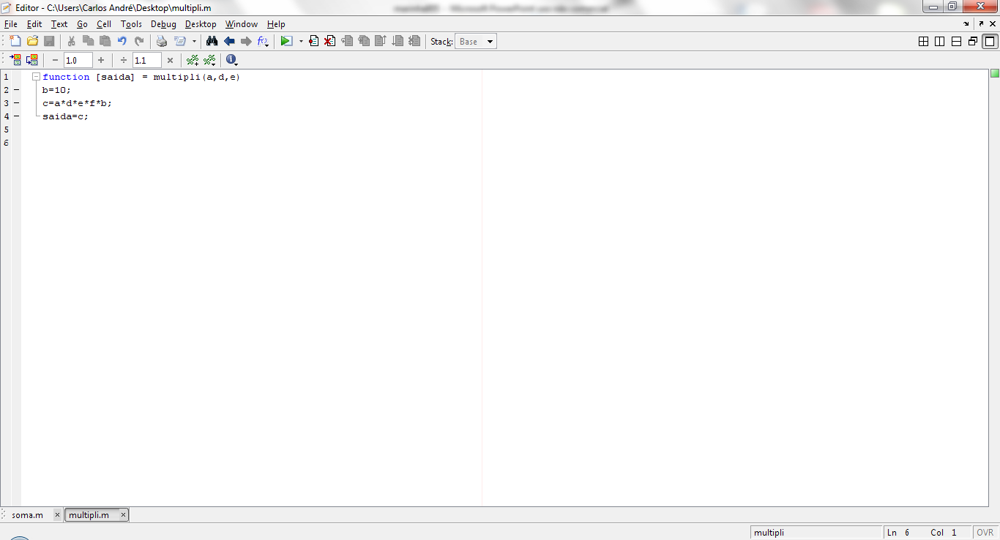 Editor - C:\Users\Carlos André\Desktop\multipli.m
File Edit Text Go Cell Tools Debug Desktop Window Help
Stack: Base
1.0 1.1
1 function [saida] = multipli(a,d,e)
2 b=10;
3 c=a*d*e*f*b;
4 saida=c;
5
6
soma.m multipli.m
multipli Ln 6 Col 1 OVR